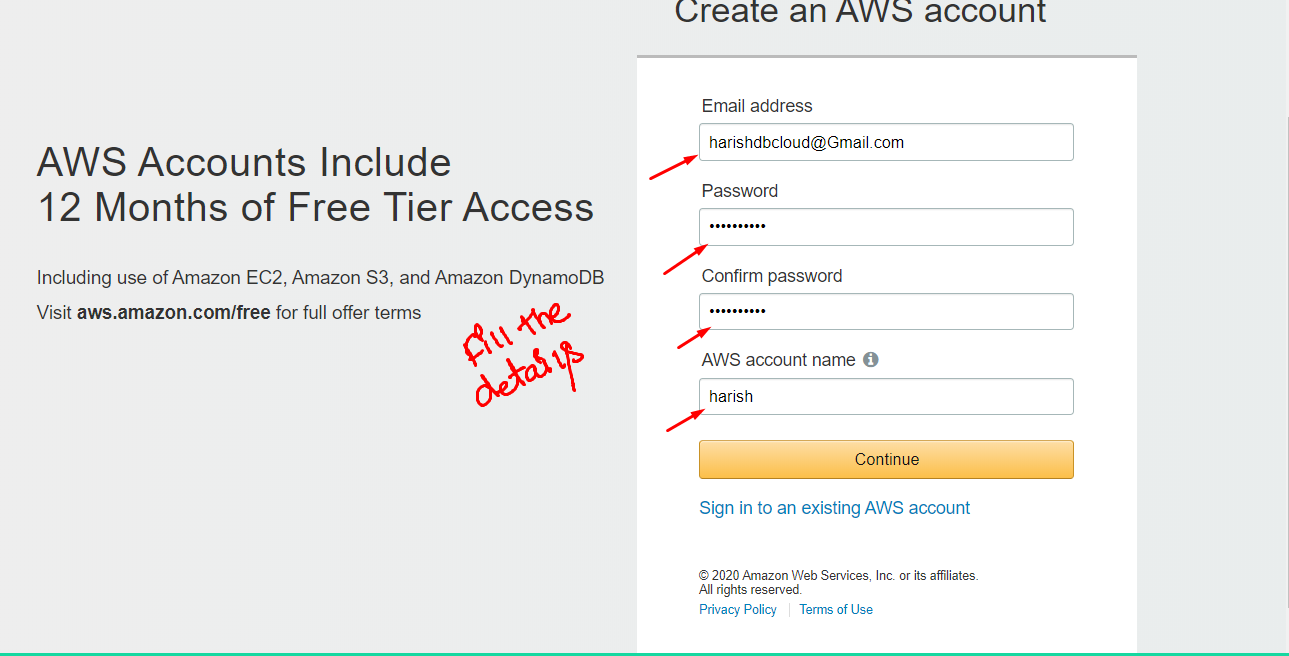 Create an AWS account
AWS Accounts Include
12 Months of Free Tier Access
Including use of Amazon EC2, Amazon S3, and Amazon DynamoDB
Visit aws.amazon.com/free for full offer terms
Fill the
details
Email address
harishdbcloud@Gmail.com
Password
••••••••••
Confirm password
••••••••••
AWS account name
harish
Continue
Sign in to an existing AWS account
© 2020 Amazon Web Services, Inc. or its affiliates.
All rights reserved.
Privacy Policy | Terms of Use